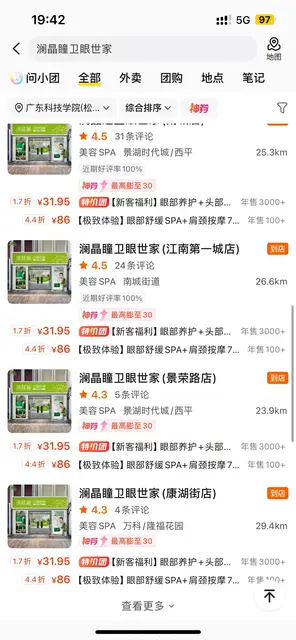 19:42
5G 97
澜晶瞳卫眼世家
地图
问小团 全部 外卖 团购 地点 笔记
广东科技学院(松... 综合排序 神券
4.5 31条评论
美容SPA 景湖时代城/西平 25.3km
近期好评率100%
神券 最高膨至30
1.7折 ¥31.95 特价团【新客福利】眼部养护+头部... 年售3000+
4.4折 ¥86 【极致体验】眼部舒缓SPA+肩颈按摩7... 年售100+
澜晶瞳卫眼世家(江南第一城店) 到店
4.5 24条评论
美容SPA 南城街道 26.6km
近期好评率100%
神券 最高膨至30
1.7折 ¥31.95 特价团【新客福利】眼部养护+头部... 年售3000+
4.4折 ¥86 【极致体验】眼部舒缓SPA+肩颈按摩7... 年售100+
澜晶瞳卫眼世家(景荣路店) 到店
4.3 5条评论
美容SPA 景湖时代城/西平 23.9km
神券 最高膨至30
1.7折 ¥31.95 特价团【新客福利】眼部养护+头部... 年售3000+
4.4折 ¥86 【极致体验】眼部舒缓SPA+肩颈按摩7... 年售100+
澜晶瞳卫眼世家(康湖街店) 到店
4.3 4条评论
美容SPA 万科/隆福花园 29.4km
神券 最高膨至30
1.7折 ¥31.95 特价团【新客福利】眼部养护+头部... 年售3000+
4.4折 ¥86 【极致体验】眼部舒缓SPA+肩颈按摩7... 年售100+
查看更多